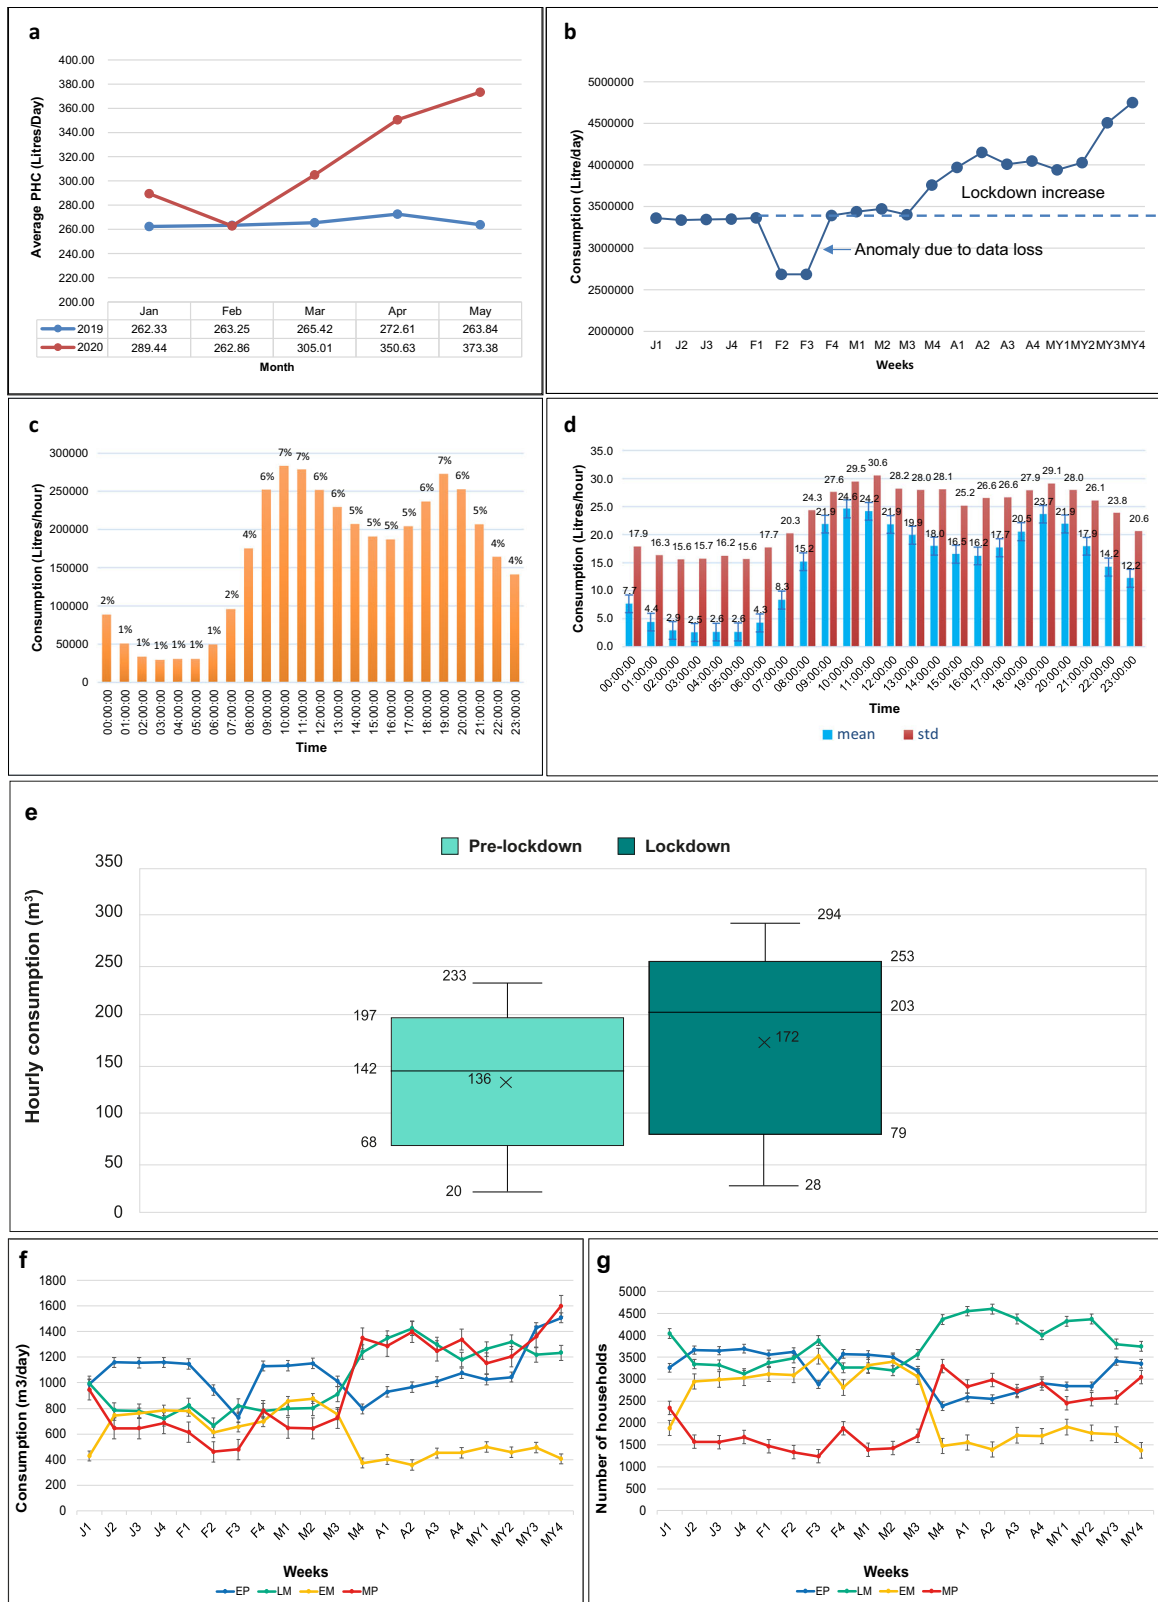 a
Average PHC (Litres/Day)
400.00
380.00
360.00
340.00
320.00
300.00
280.00
260.00
240.00
220.00
200.00
Jan Feb Mar Apr May
2019 262.33 263.25 265.42 272.61 263.84
2020 289.44 262.86 305.01 350.63 373.38
Month
b
Consumption (Litre/day)
5000000
4500000
4000000
3500000
3000000
2500000
2000000
Lockdown increase
Anomaly due to data loss
J1 J2 J3 J4 F1 F2 F3 F4 M1 M2 M3 M4 A1 A2 A3 A4 MY1 MY2 MY3 MY4
Weeks
c
Consumption (Litres/hour)
300000
250000
200000
150000
100000
50000
0
2% 1% 1% 1% 1% 1% 1% 2% 4% 6% 7% 7% 6% 6% 5% 5% 5% 5% 6% 7% 6% 5% 4% 4%
00:00:00 01:00:00 02:00:00 03:00:00 04:00:00 05:00:00 06:00:00 07:00:00 08:00:00 09:00:00 10:00:00 11:00:00 12:00:00 13:00:00 14:00:00 15:00:00 16:00:00 17:00:00 18:00:00 19:00:00 20:00:00 21:00:00 22:00:00 23:00:00
Time
d
Consumption (Litres/hour)
35.0
30.0
25.0
20.0
15.0
10.0
5.0
0.0
17.9 16.3 15.6 15.7 16.2 15.6 17.7 20.3 24.3 27.6 29.5 30.6 28.2 28.0 28.1 25.2 26.6 26.6 27.9 29.1 28.0 26.1 23.8 20.6
7.7 4.4 2.9 2.5 2.6 2.6 4.3 8.3 15.2 21.9 24.6 24.2 21.9 19.9 18.0 16.5 16.2 17.7 20.5 23.7 21.9 17.9 14.2 12.2
00:00:00 01:00:00 02:00:00 03:00:00 04:00:00 05:00:00 06:00:00 07:00:00 08:00:00 09:00:00 10:00:00 11:00:00 12:00:00 13:00:00 14:00:00 15:00:00 16:00:00 17:00:00 18:00:00 19:00:00 20:00:00 21:00:00 22:00:00 23:00:00
Time
mean std
e
Pre-lockdown Lockdown
Hourly consumption (m³)
350
300
250
200
150
100
50
0
233
197
142
136
68
20
294
253
203
172
79
28
f
Consumption (m3/day)
1800
1600
1400
1200
1000
800
600
400
200
0
J1 J2 J3 J4 F1 F2 F3 F4 M1 M2 M3 M4 A1 A2 A3 A4 MY1 MY2 MY3 MY4
Weeks
EP LM EM MP
g
Number of households
5000
4500
4000
3500
3000
2500
2000
1500
1000
500
0
J1 J2 J3 J4 F1 F2 F3 F4 M1 M2 M3 M4 A1 A2 A3 A4 MY1 MY2 MY3 MY4
Weeks
EP LM EM MP